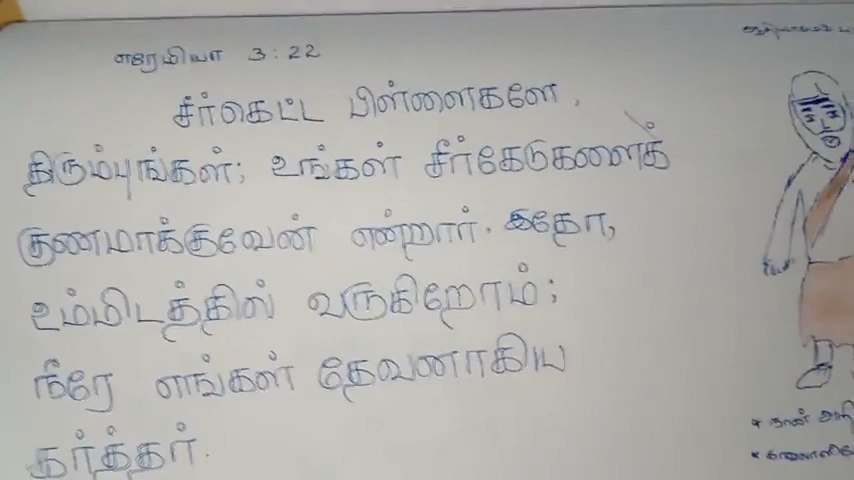 எரேமியா 3:22
சீர்கெட்ட பிள்ளைகளே,
திரும்புங்கள்; உங்கள் சீர்கேடுகளைக்
குணமாக்குவேன் என்றார். இதோ,
உம்மிடத்தில் வருகிறோம்;
நீரே எங்கள் தேவனாகிய
கர்த்தர்.
* நான்